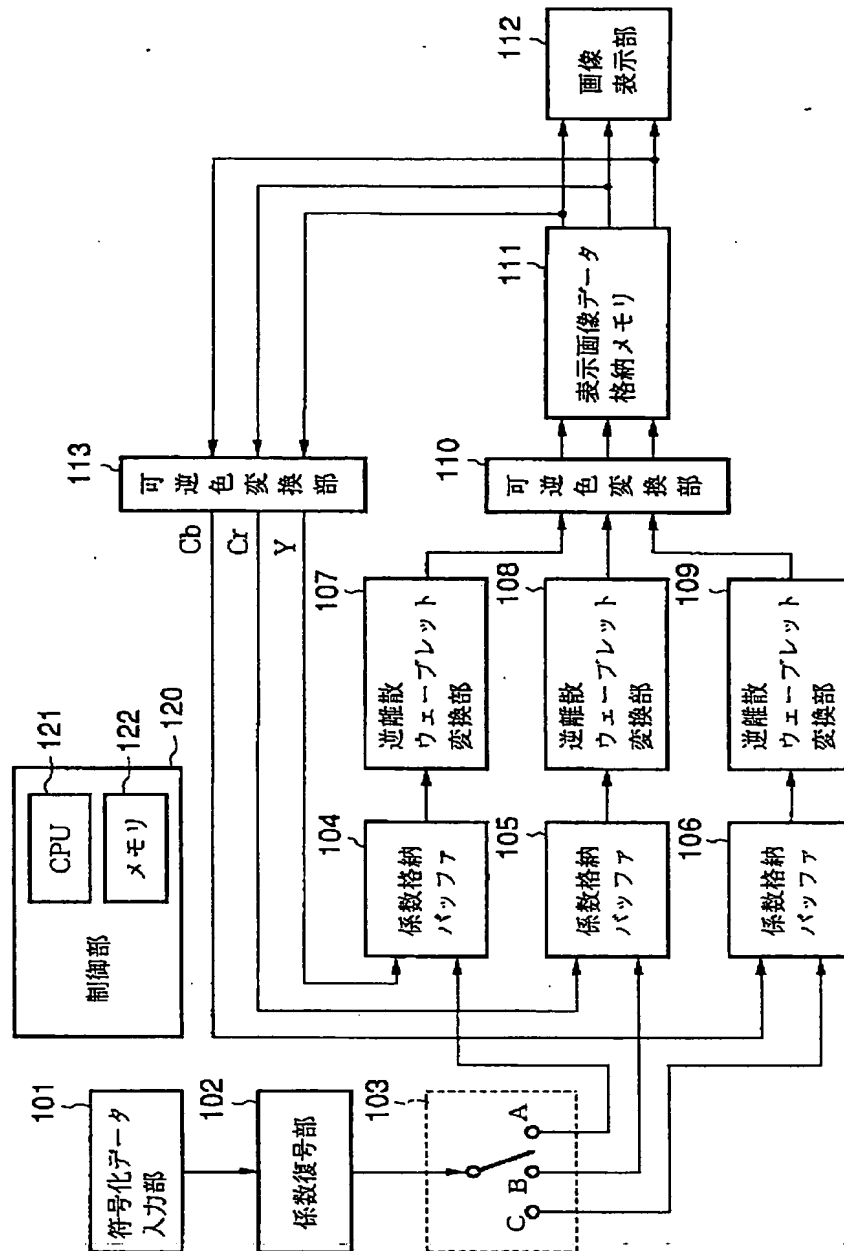 101
符号化データ
入力部
102
係数復号部
103
A
B
C
制御部
121
CPU
122
メモリ
120
104
係数格納
バッファ
105
係数格納
バッファ
106
係数格納
バッファ
107
逆離散
ウェーブレット
変換部
108
逆離散
ウェーブレット
変換部
109
逆離散
ウェーブレット
変換部
113
可逆色変換部
Cb
Cr
Y
110
可逆色変換部
111
表示画像データ
格納メモリ
112
画像
表示部